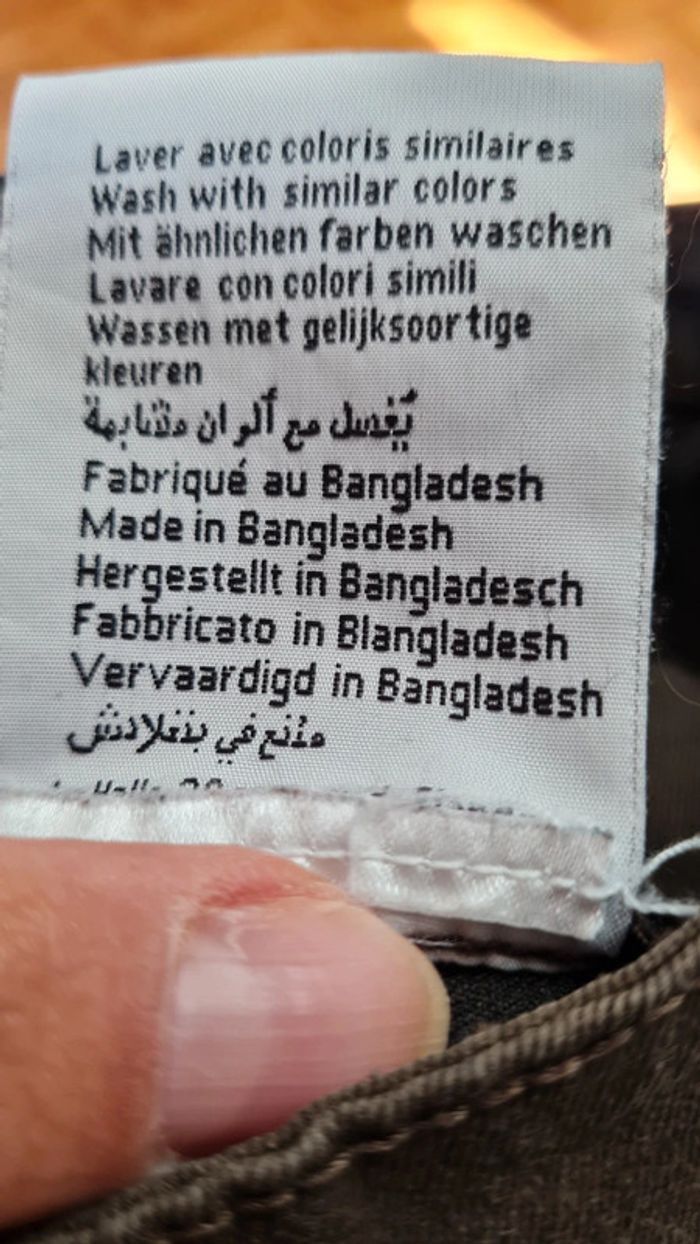 Laver avec coloris similaires
Wash with similar colors
Mit ähnlichen farben waschen
Lavare con colori simili
Wassen met gelijksoortige
kleuren
يُغسل مع ألوان متشابهة
Fabriqué au Bangladesh
Made in Bangladesh
Hergestellt in Bangladesch
Fabbricato in Blangladesh
Vervaardigd in Bangladesh
صُنع في بنغلادش